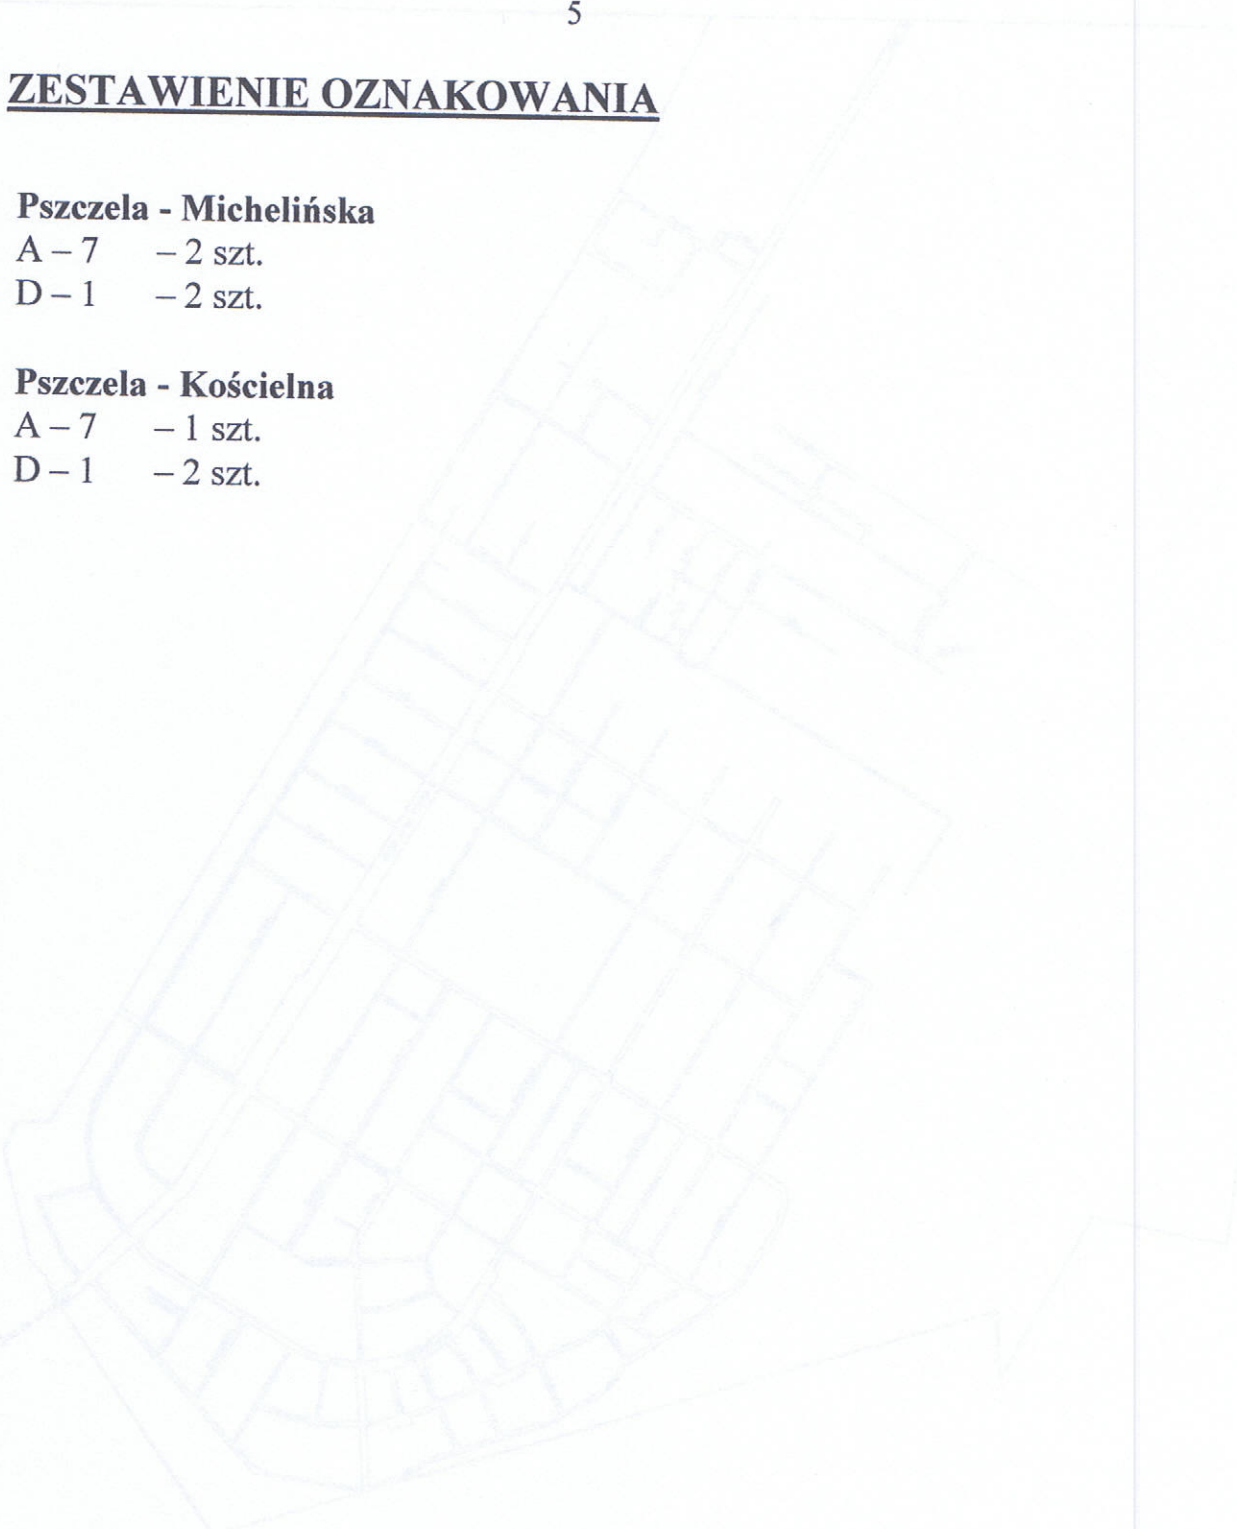 5
ZESTAWIENIE OZNAKOWANIA
Pszczela - Michelińska
A – 7 – 2 szt.
D – 1 – 2 szt.
Pszczela - Kościelna
A – 7 – 1 szt.
D – 1 – 2 szt.